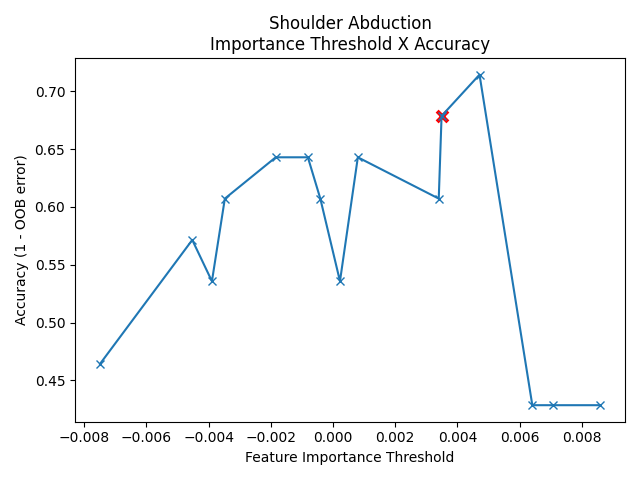 Shoulder Abduction
Importance Threshold X Accuracy
Accuracy (1 - OOB error)
0.70
0.65
0.60
0.55
0.50
0.45
−0.008 −0.006 −0.004 −0.002 0.000 0.002 0.004 0.006 0.008
Feature Importance Threshold